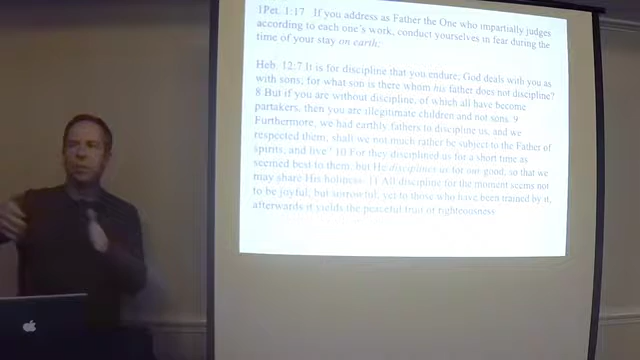 1Pet. 1:17 If you address as Father the One who impartially judges
according to each one's work, conduct yourselves in fear during the
time of your stay on earth;
Heb. 12:7 It is for discipline that you endure; God deals with you as
with sons; for what son is there whom his father does not discipline?
8 But if you are without discipline, of which all have become
partakers, then you are illegitimate children and not sons. 9
Furthermore, we had earthly fathers to discipline us, and we
respected them; shall we not much rather be subject to the Father of
spirits, and live? 10 For they disciplined us for a short time as
seemed best to them, but He disciplines us for our good, so that we
may share His holiness. 11 All discipline for the moment seems not
to be joyful, but sorrowful; yet to those who have been trained by it,
afterwards it yields the peaceful fruit of righteousness